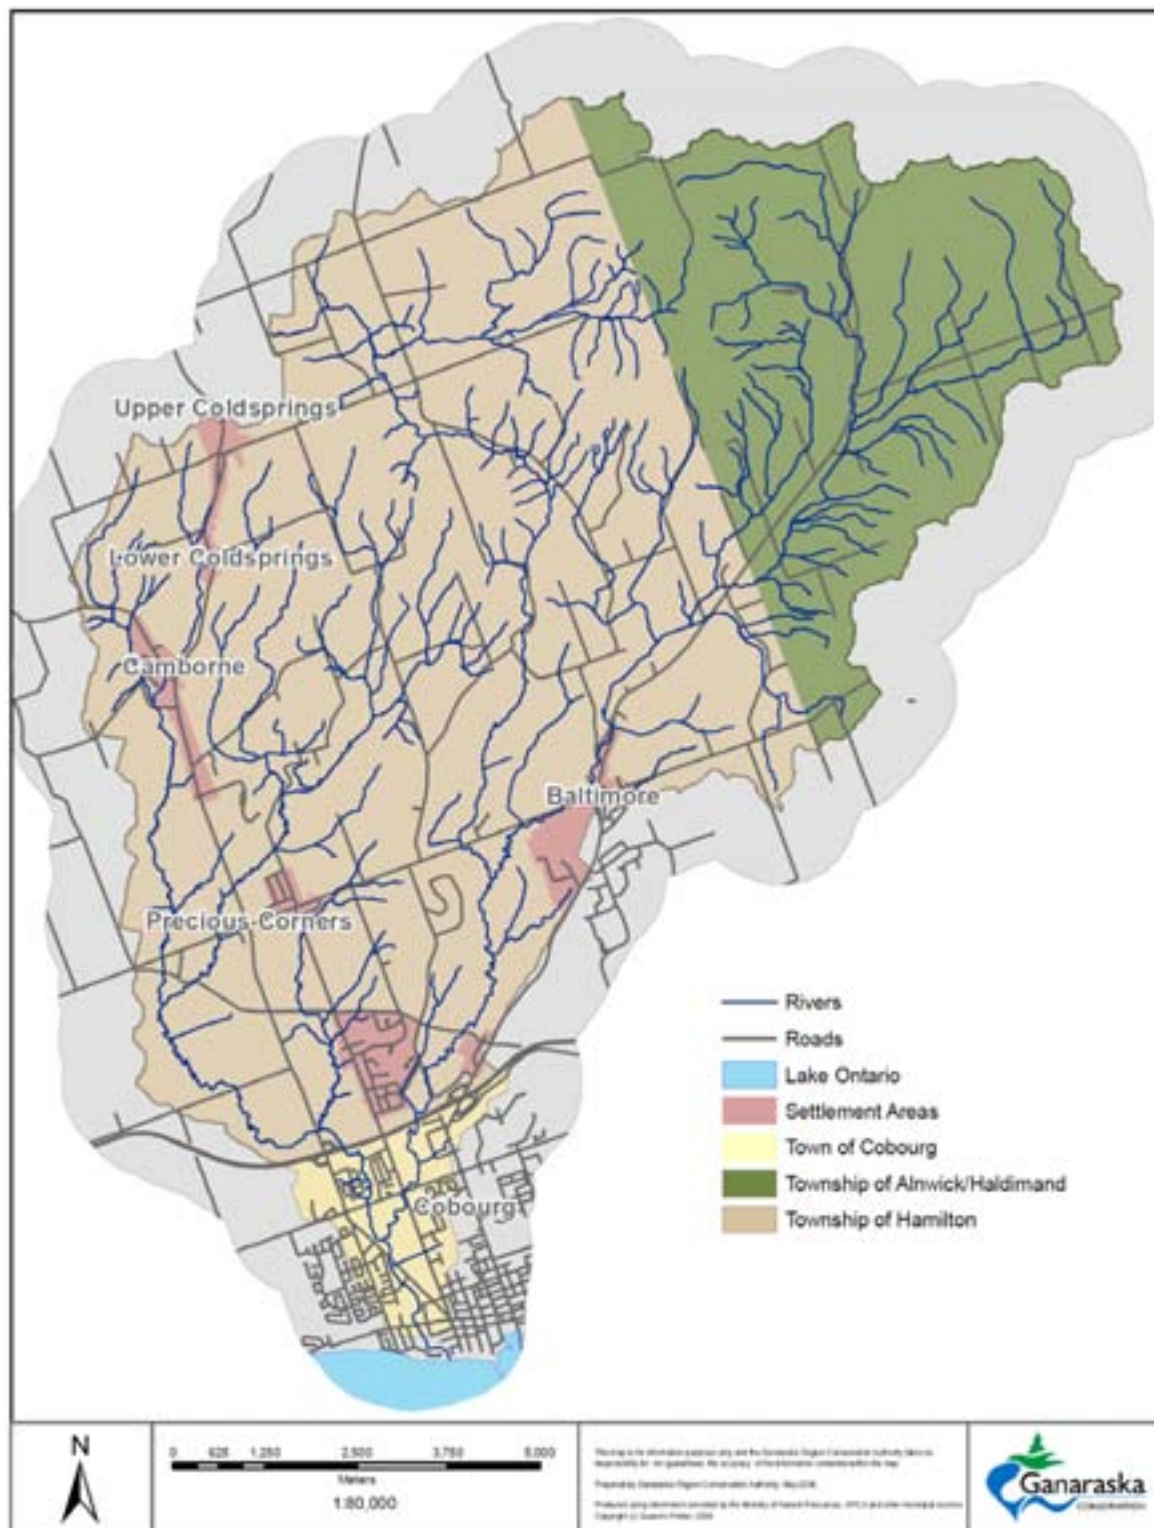 Upper Coldsprings
Lower Coldsprings
Camborne
Baltimore
Precious Corners
Rivers
Roads
Lake Ontario
Settlement Areas
Town of Cobourg
Township of Alnwick/Haldimand
Township of Hamilton
Cobourg
N
0 625 1,250 2,500 3,750 5,000
Meters
1:80,000
Ganaraska
CONSERVATION